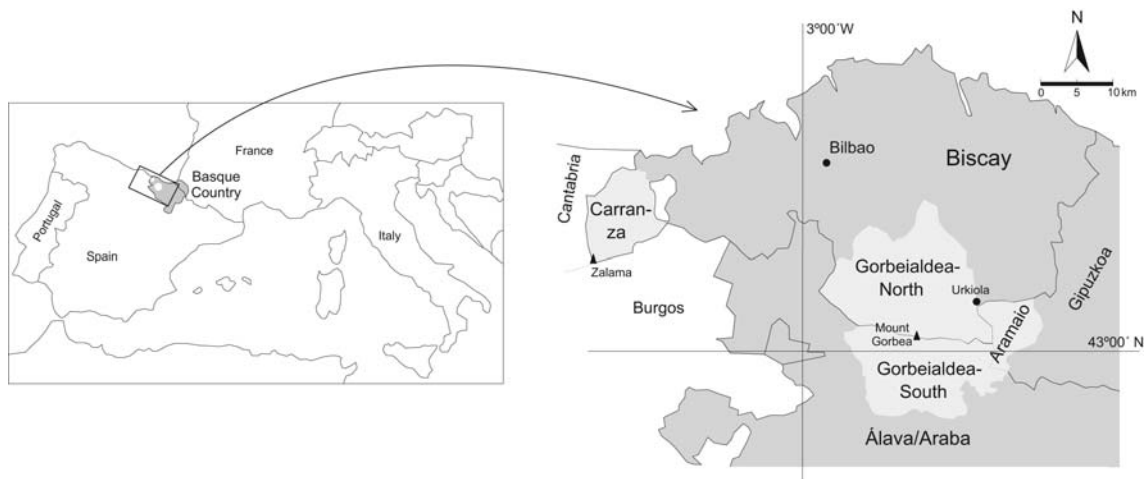 France
Basque
Country
Portugal
Spain
Italy
3º00´W
N
0 5 10 km
Bilbao
Biscay
Cantabria
Carran-
za
Zalama
Burgos
Gorbeialdea-
North
Urkiola
Gipuzkoa
Mount
Gorbea
Aramaio
43º00´ N
Gorbeialdea-
South
Álava/Araba